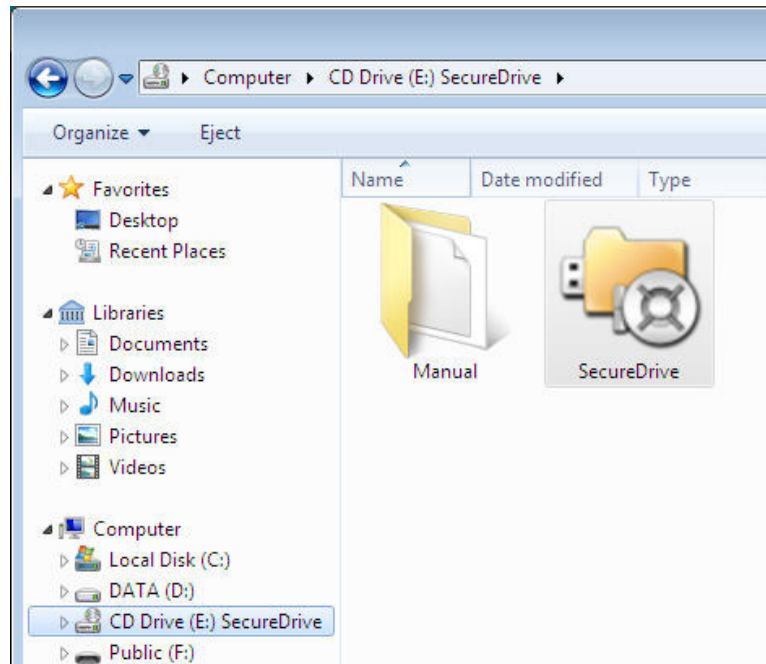 Computer CD Drive (E:) SecureDrive
Organize Eject
Favorites
Desktop
Recent Places
Libraries
Documents
Downloads
Music
Pictures
Videos
Computer
Local Disk (C:)
DATA (D:)
CD Drive (E:) SecureDrive
Public (F:)
Name Date modified Type
Manual SecureDrive